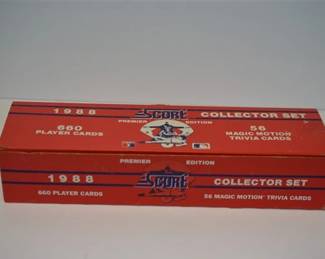 1988 SCORE COLLECTOR SET
PREMIER EDITION
660 56
PLAYER CARDS MAGIC MOTION
TRIVIA CARDS
PREMIER EDITION
1988 SCORE COLLECTOR SET
660 PLAYER CARDS 56 MAGIC MOTION TRIVIA CARDS